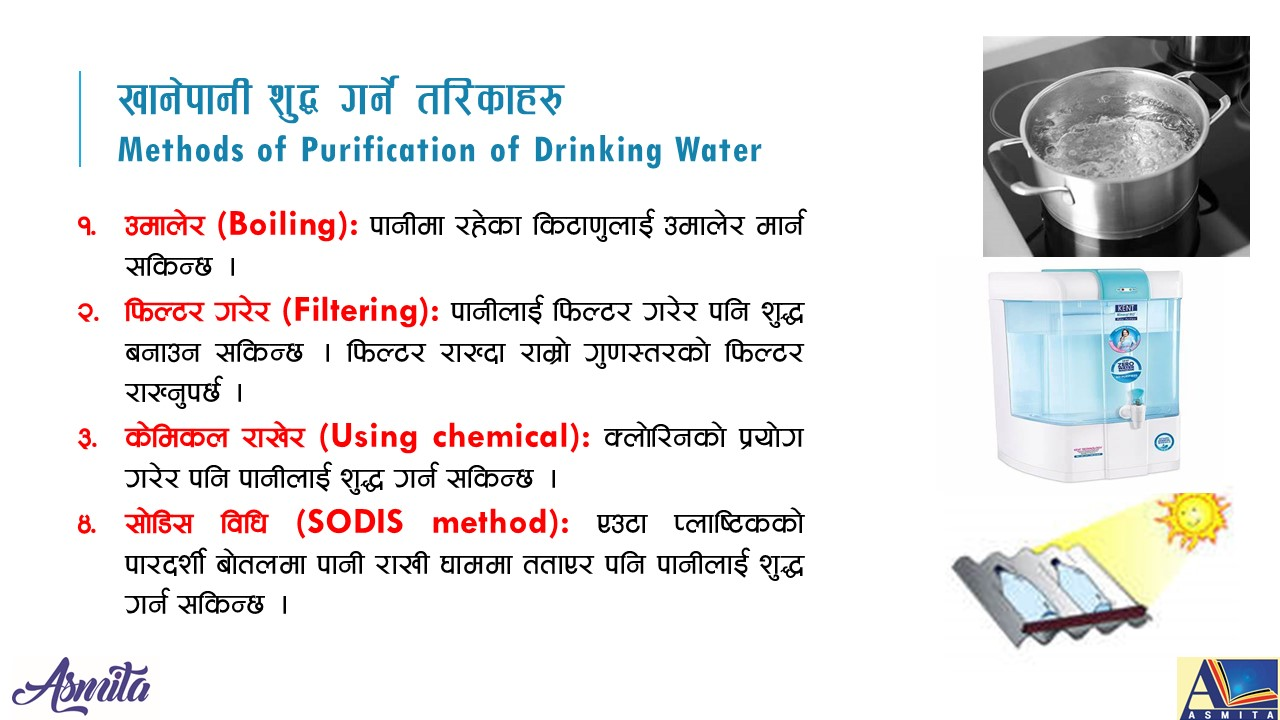 खानेपानी शुद्ध गर्ने तरिकाहरु
Methods of Purification of Drinking Water
१. उमालेर (Boiling): पानीमा रहेका किटाणुलाई उमालेर मार्न
सकिन्छ ।
२. फिल्टर गरेर (Filtering): पानीलाई फिल्टर गरेर पनि शुद्ध
बनाउन सकिन्छ । फिल्टर राख्दा राम्रो गुणस्तरको फिल्टर
राख्नुपर्छ ।
३. केमिकल राखेर (Using chemical): क्लोरिनको प्रयोग
गरेर पनि पानीलाई शुद्ध गर्न सकिन्छ ।
४. सोडिस विधि (SODIS method): एउटा प्लाष्टिकको
पारदर्शी बोतलमा पानी राखी घाममा तताएर पनि पानीलाई शुद्ध
गर्न सकिन्छ ।
KENT
ZERO
WATER
Asmita
ASMITA